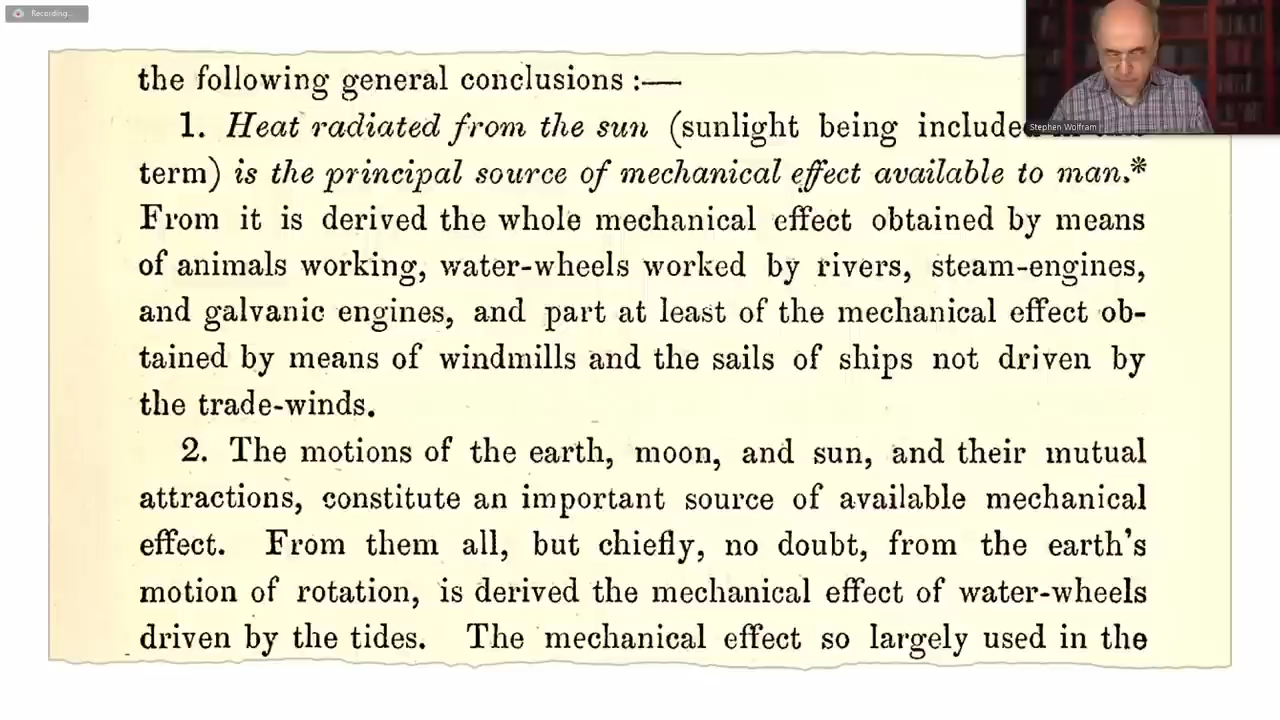 Recording...
Stephen Wolfram
the following general conclusions :—
1. Heat radiated from the sun (sunlight being included
term) is the principal source of mechanical effect available to man.*
From it is derived the whole mechanical effect obtained by means
of animals working, water-wheels worked by rivers, steam-engines,
and galvanic engines, and part at least of the mechanical effect ob-
tained by means of windmills and the sails of ships not driven by
the trade-winds.
2. The motions of the earth, moon, and sun, and their mutual
attractions, constitute an important source of available mechanical
effect. From them all, but chiefly, no doubt, from the earth's
motion of rotation, is derived the mechanical effect of water-wheels
driven by the tides. The mechanical effect so largely used in the